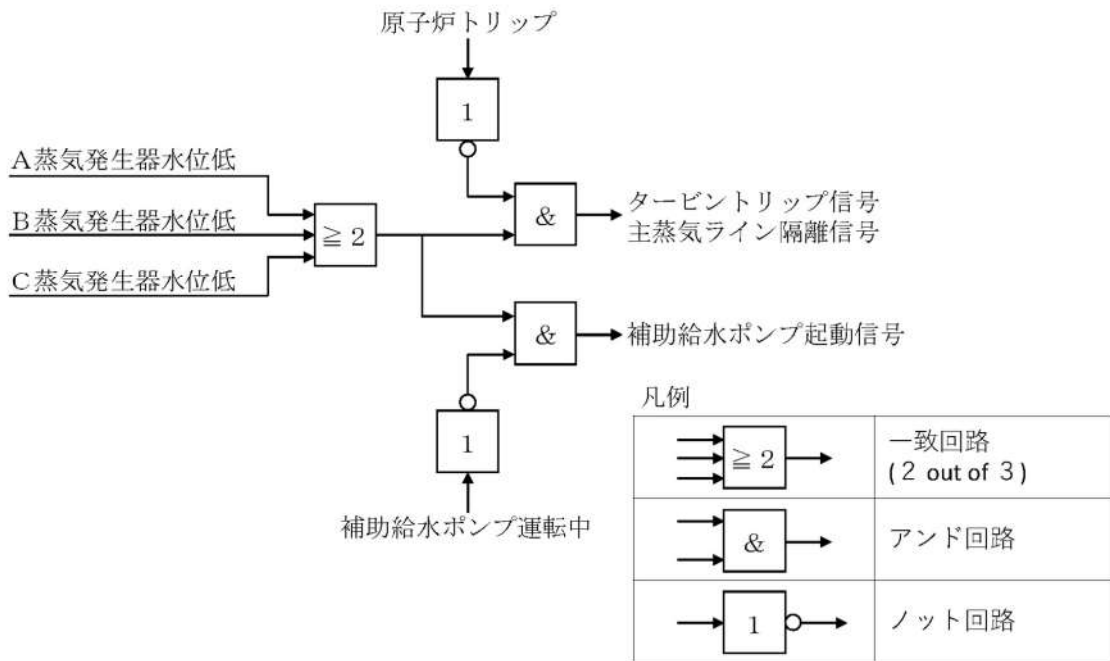 原子炉トリップ
1
A蒸気発生器水位低
B蒸気発生器水位低
C蒸気発生器水位低
≧2
&
タービントリップ信号
主蒸気ライン隔離信号
&
補助給水ポンプ起動信号
1
補助給水ポンプ運転中
凡例
≧2
一致回路
(2 out of 3)
&
アンド回路
1
ノット回路